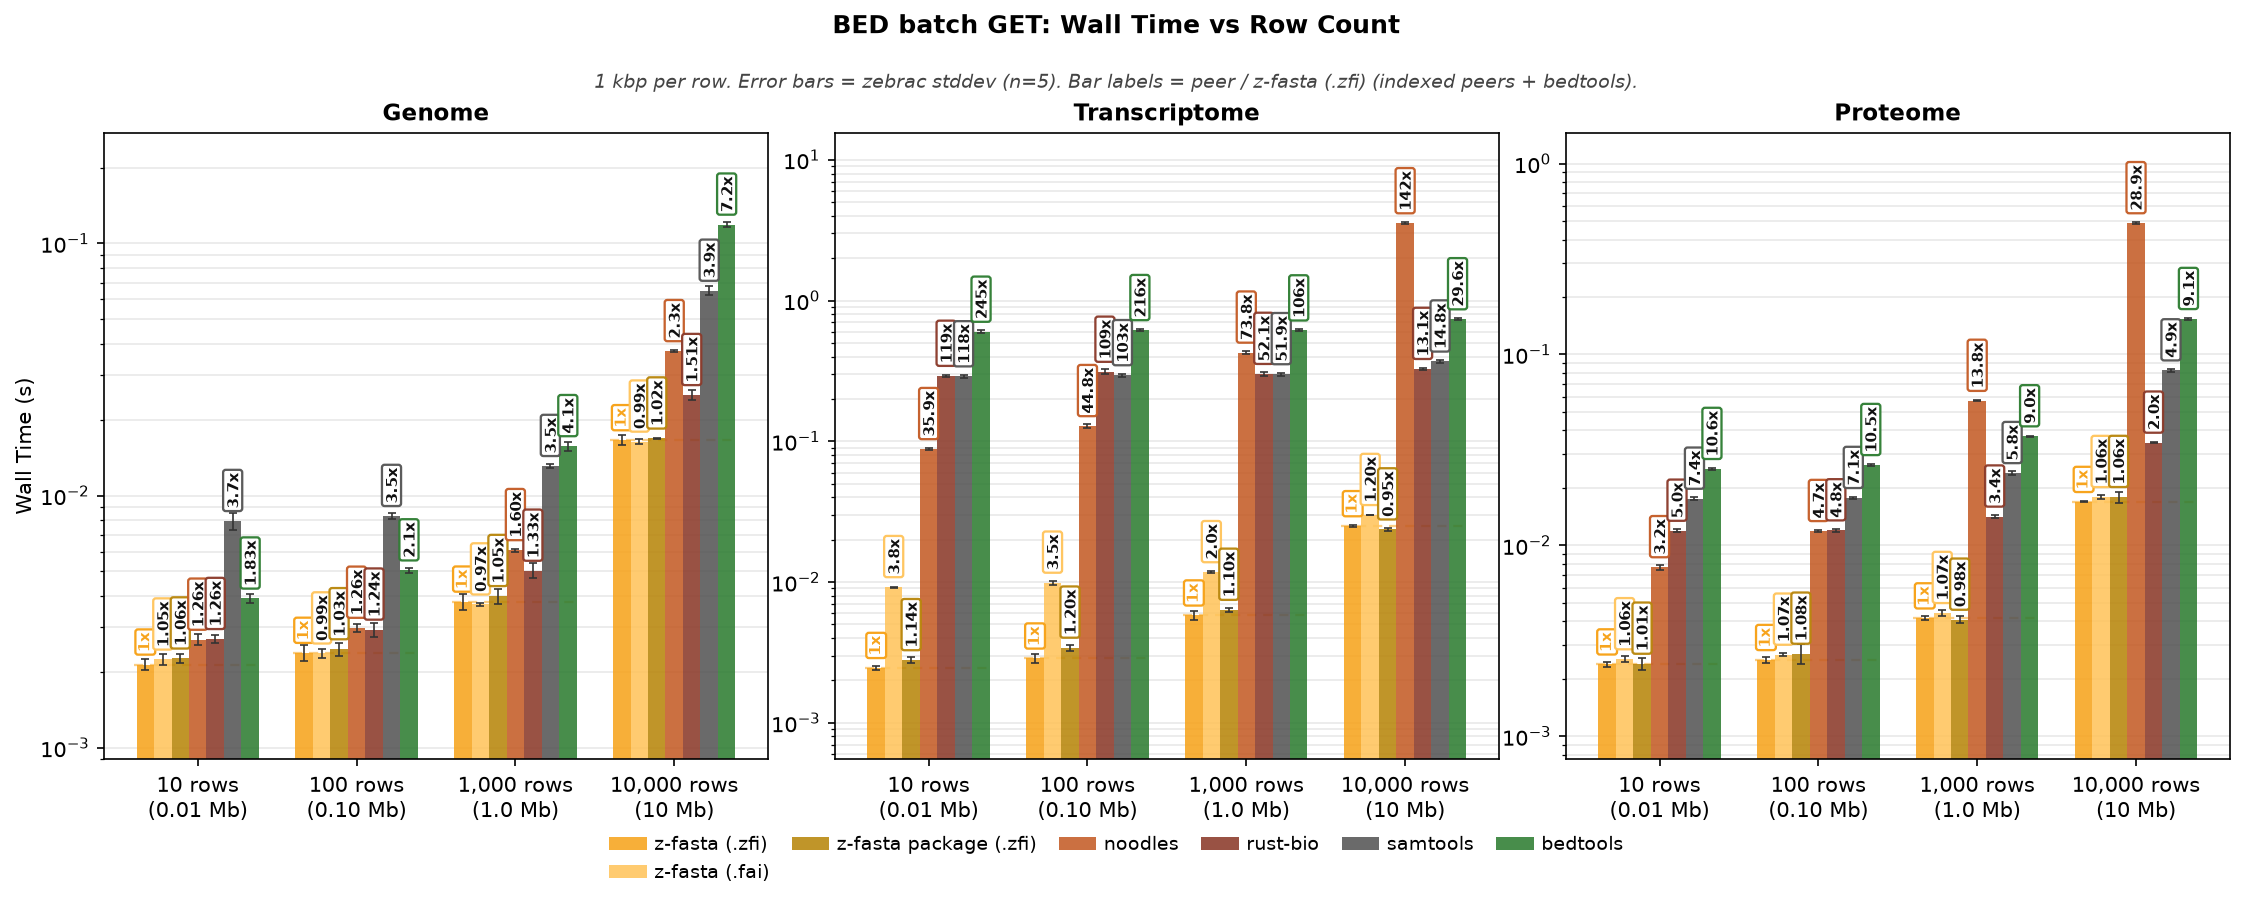 BED batch GET: Wall Time vs Row Count
1 kbp per row. Error bars = zebrac stddev (n=5). Bar labels = peer / z-fasta (.zfi) (indexed peers + bedtools).
Genome
Wall Time (s)
10⁻¹
10⁻²
10⁻³
1x 1.05x 1.06x 1.26x 1.26x 3.7x 1.83x
1x 0.99x 1.03x 1.26x 1.24x 3.5x 2.1x
1x 0.97x 1.05x 1.60x 1.33x 3.5x 4.1x
1x 0.99x 1.02x 2.3x 1.51x 3.9x 7.2x
10 rows 100 rows 1,000 rows 10,000 rows
(0.01 Mb) (0.10 Mb) (1.0 Mb) (10 Mb)
Transcriptome
10¹
10⁰
10⁻¹
10⁻²
10⁻³
1x 3.8x 1.14x 35.9x 119x 118x 245x
1x 3.5x 1.20x 44.8x 109x 103x 216x
1x 2.0x 1.10x 73.8x 52.1x 51.9x 106x
1x 1.20x 0.95x 142x 13.1x 14.8x 29.6x
10 rows 100 rows 1,000 rows 10,000 rows
(0.01 Mb) (0.10 Mb) (1.0 Mb) (10 Mb)
Proteome
10⁰
10⁻¹
10⁻²
10⁻³
1x 1.06x 1.01x 3.2x 5.0x 7.4x 10.6x
1x 1.07x 1.08x 4.7x 4.8x 7.1x 10.5x
1x 1.07x 0.98x 13.8x 3.4x 5.8x 9.0x
1x 1.06x 1.06x 28.9x 2.0x 4.9x 9.1x
10 rows 100 rows 1,000 rows 10,000 rows
(0.01 Mb) (0.10 Mb) (1.0 Mb) (10 Mb)
z-fasta (.zfi) z-fasta package (.zfi) noodles rust-bio samtools bedtools
z-fasta (.fai)